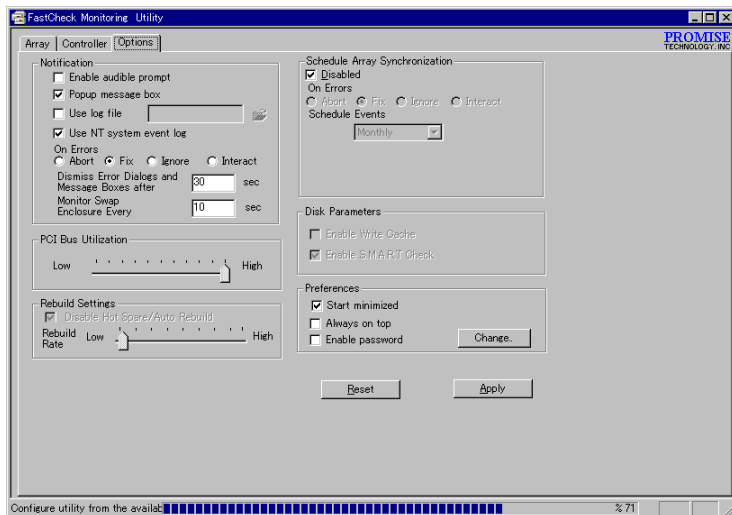 FastCheck Monitoring Utility
Array Controller Options
PROMISE
TECHNOLOGY, INC
Notification
Enable audible prompt
Popup message box
Use log file
Use NT system event log
On Errors
Abort Fix Ignore Interact
Dismiss Error Dialogs and
Message Boxes after
30 sec
Monitor Swap
Enclosure Every
10 sec
PCI Bus Utilization
Low High
Rebuild Settings
Disable Hot Spare/Auto Rebuild
Rebuild
Rate
Low High
Schedule Array Synchronization
Disabled
On Errors
Abort Fix Ignore Interact
Schedule Events
Monthly
Disk Parameters
Enable Write Cache
Enable S.M.A.R.T Check
Preferences
Start minimized
Always on top
Enable password
Change..
Reset Apply
Configure utility from the availab
% 71